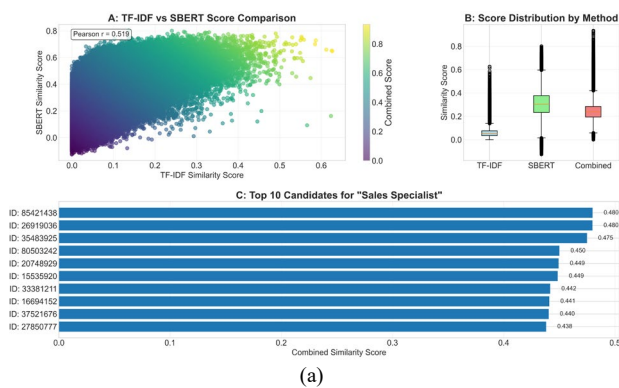 A: TF-IDF vs SBERT Score Comparison
Pearson r = 0.519
SBERT Similarity Score
0.8
0.6
0.4
0.2
0.0
0.0 0.1 0.2 0.3 0.4 0.5 0.6
TF-IDF Similarity Score
0.8
0.6
0.4
0.2
0.0
Combined Score
B: Score Distribution by Method
Similarity Score
0.8
0.6
0.4
0.2
0.0
TF-IDF SBERT Combined
C: Top 10 Candidates for "Sales Specialist"
ID: 85421438 0.480
ID: 26919036 0.480
ID: 35483925 0.475
ID: 80503242 0.450
ID: 20748929 0.449
ID: 15535920 0.449
ID: 33381211 0.442
ID: 16694152 0.441
ID: 37521676 0.440
ID: 27850777 0.438
0.0 0.1 0.2 0.3 0.4 0.5
Combined Similarity Score
(a)